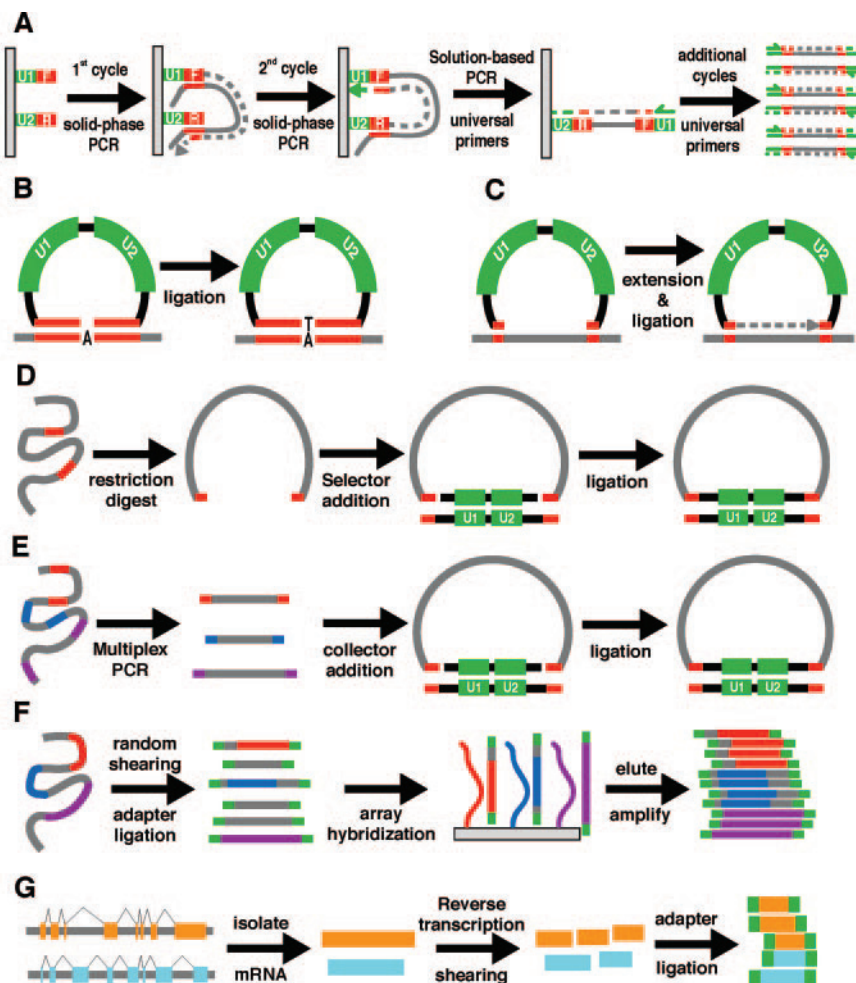 A
U1 F
U2 R
1st cycle
solid-phase
PCR
U1 F
U2 R
2nd cycle
solid-phase
PCR
U1 F
U2 R
Solution-based
PCR
universal
primers
U2 R F U1
additional
cycles
universal
primers
B
U1 U2
A
ligation
U1 U2
T
A
C
U1 U2
extension
&
ligation
U1 U2
D
restriction
digest
Selector
addition
U1 U2
ligation
U1 U2
E
Multiplex
PCR
collector
addition
U1 U2
ligation
U1 U2
F
random
shearing
adapter
ligation
array
hybridization
elute
amplify
G
isolate
mRNA
Reverse
transcription
shearing
adapter
ligation